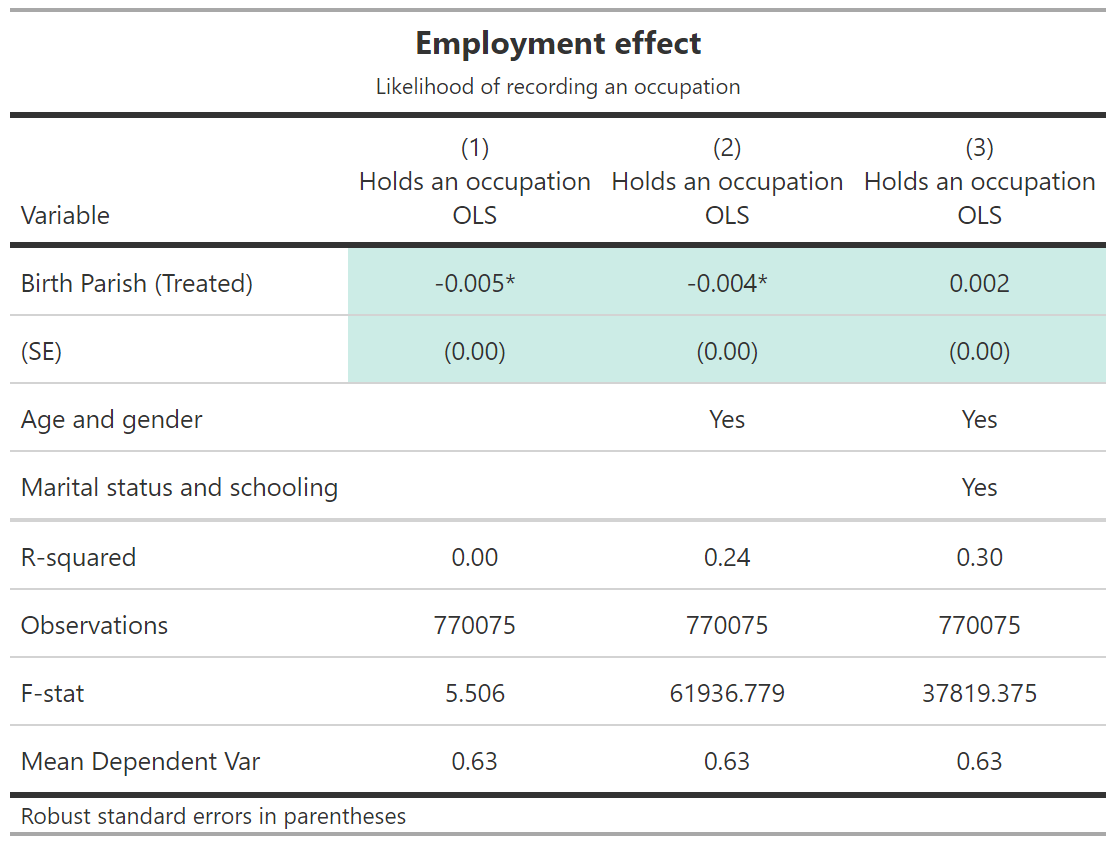 Employment effect
Likelihood of recording an occupation
(1) (2) (3)
Holds an occupation Holds an occupation Holds an occupation
Variable OLS OLS OLS
Birth Parish (Treated) -0.005* -0.004* 0.002
(SE) (0.00) (0.00) (0.00)
Age and gender Yes Yes
Marital status and schooling Yes
R-squared 0.00 0.24 0.30
Observations 770075 770075 770075
F-stat 5.506 61936.779 37819.375
Mean Dependent Var 0.63 0.63 0.63
Robust standard errors in parentheses